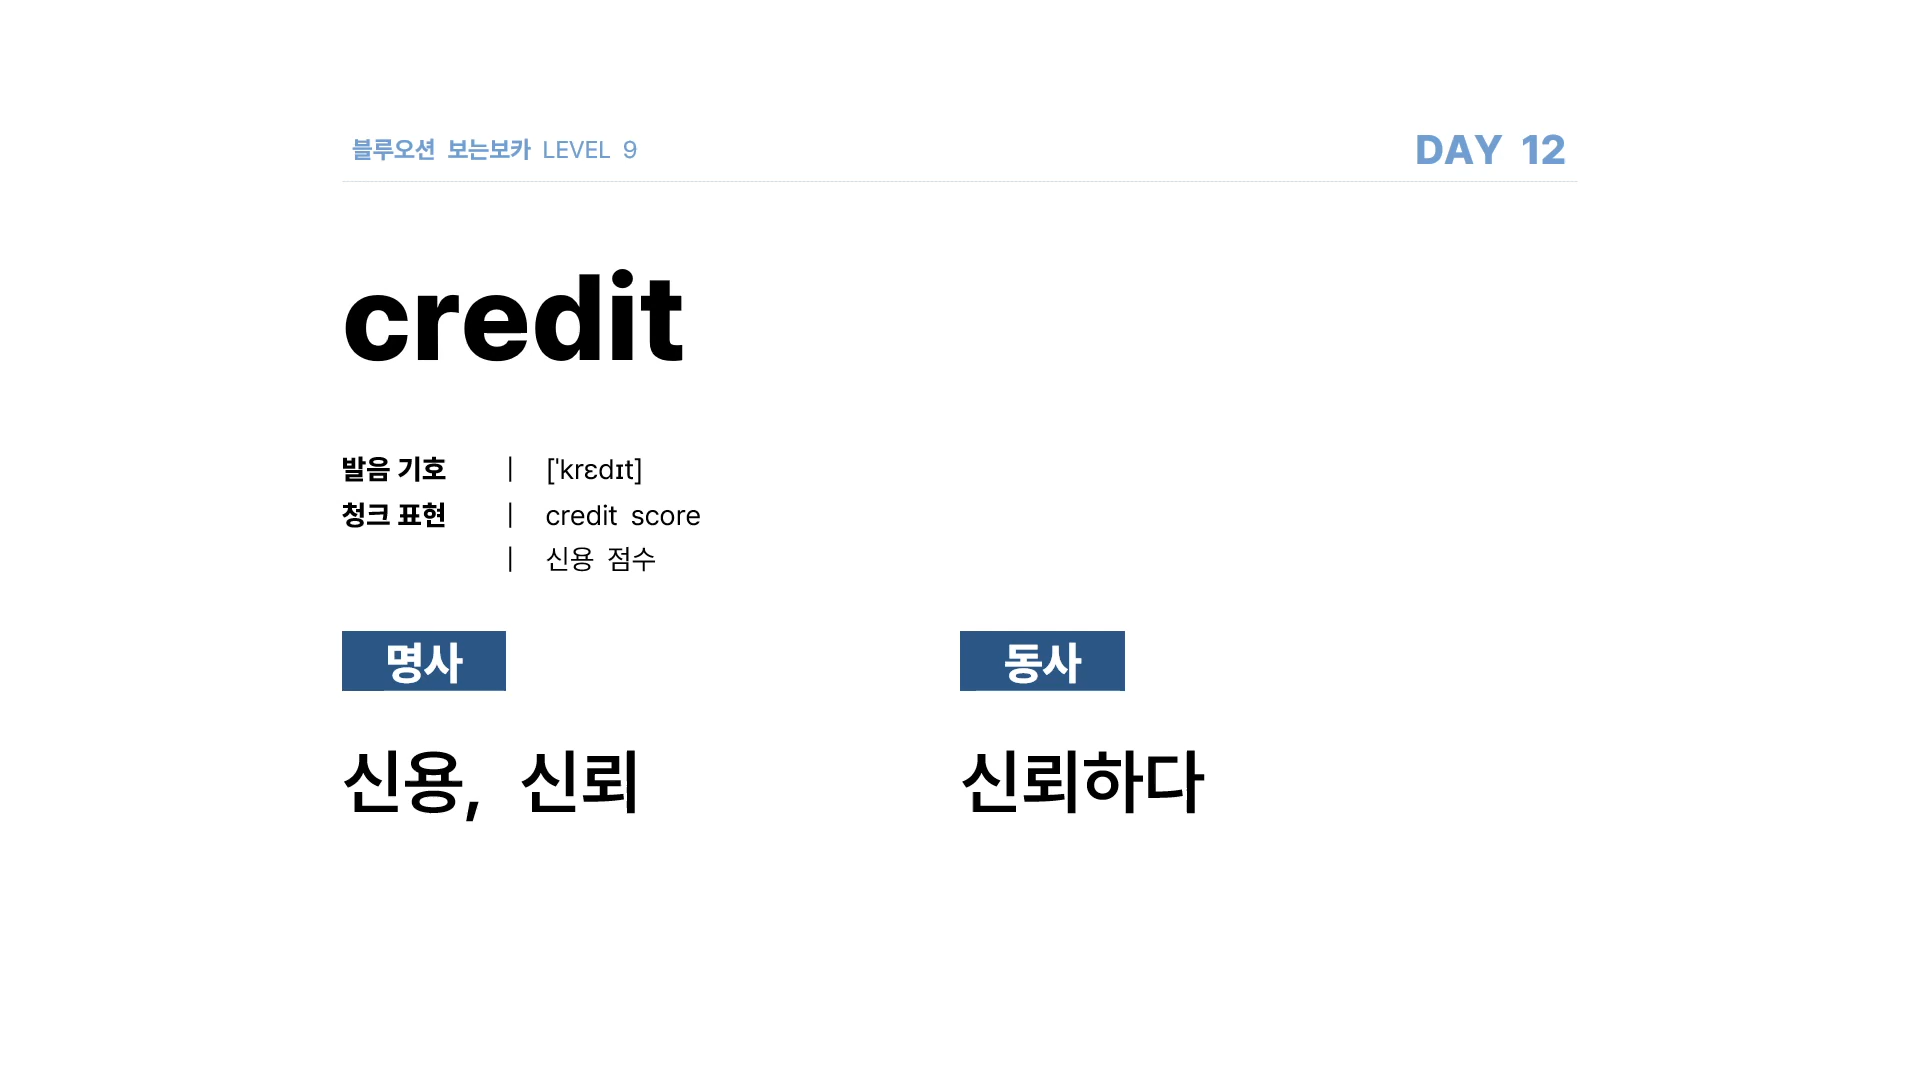 블루오션 보는보카 LEVEL 9
DAY 12
credit
발음 기호 | [ˈkrɛdɪt]
청크 표현 | credit score
| 신용 점수
명사
동사
신용, 신뢰
신뢰하다